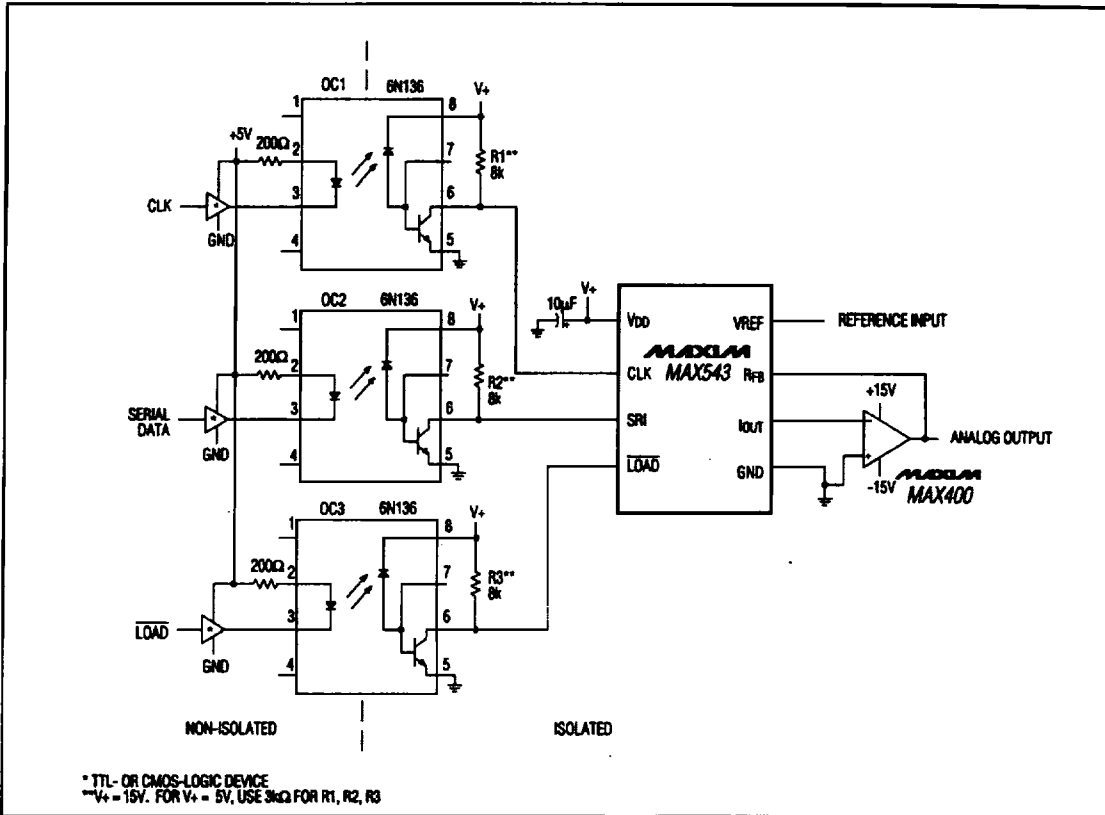 OC1 6N136
1
2
3
4
8
7
6
5
V+
R1**
8k
+5V
200Ω
CLK
*
GND
OC2 6N136
1
2
3
4
8
7
6
5
V+
R2**
8k
200Ω
SERIAL
DATA
*
GND
OC3 6N136
1
2
3
4
8
7
6
5
V+
R3**
8k
200Ω
LOAD
*
GND
10µF
V+
VDD
VREF
REFERENCE INPUT
MAXIM
MAX543
CLK
RFB
SRI
IOUT
LOAD
GND
+15V
-15V
ANALOG OUTPUT
MAXIM
MAX400
NON-ISOLATED
ISOLATED
* TTL- OR CMOS-LOGIC DEVICE
**V+ = 15V. FOR V+ = 5V, USE 3kΩ FOR R1, R2, R3